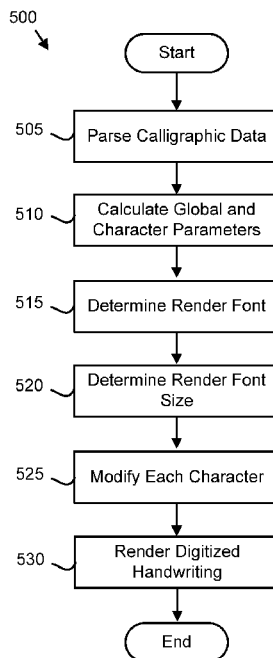 500
Start
505
Parse Calligraphic Data
510
Calculate Global and
Character Parameters
515
Determine Render Font
520
Determine Render Font
Size
525
Modify Each Character
530
Render Digitized
Handwriting
End